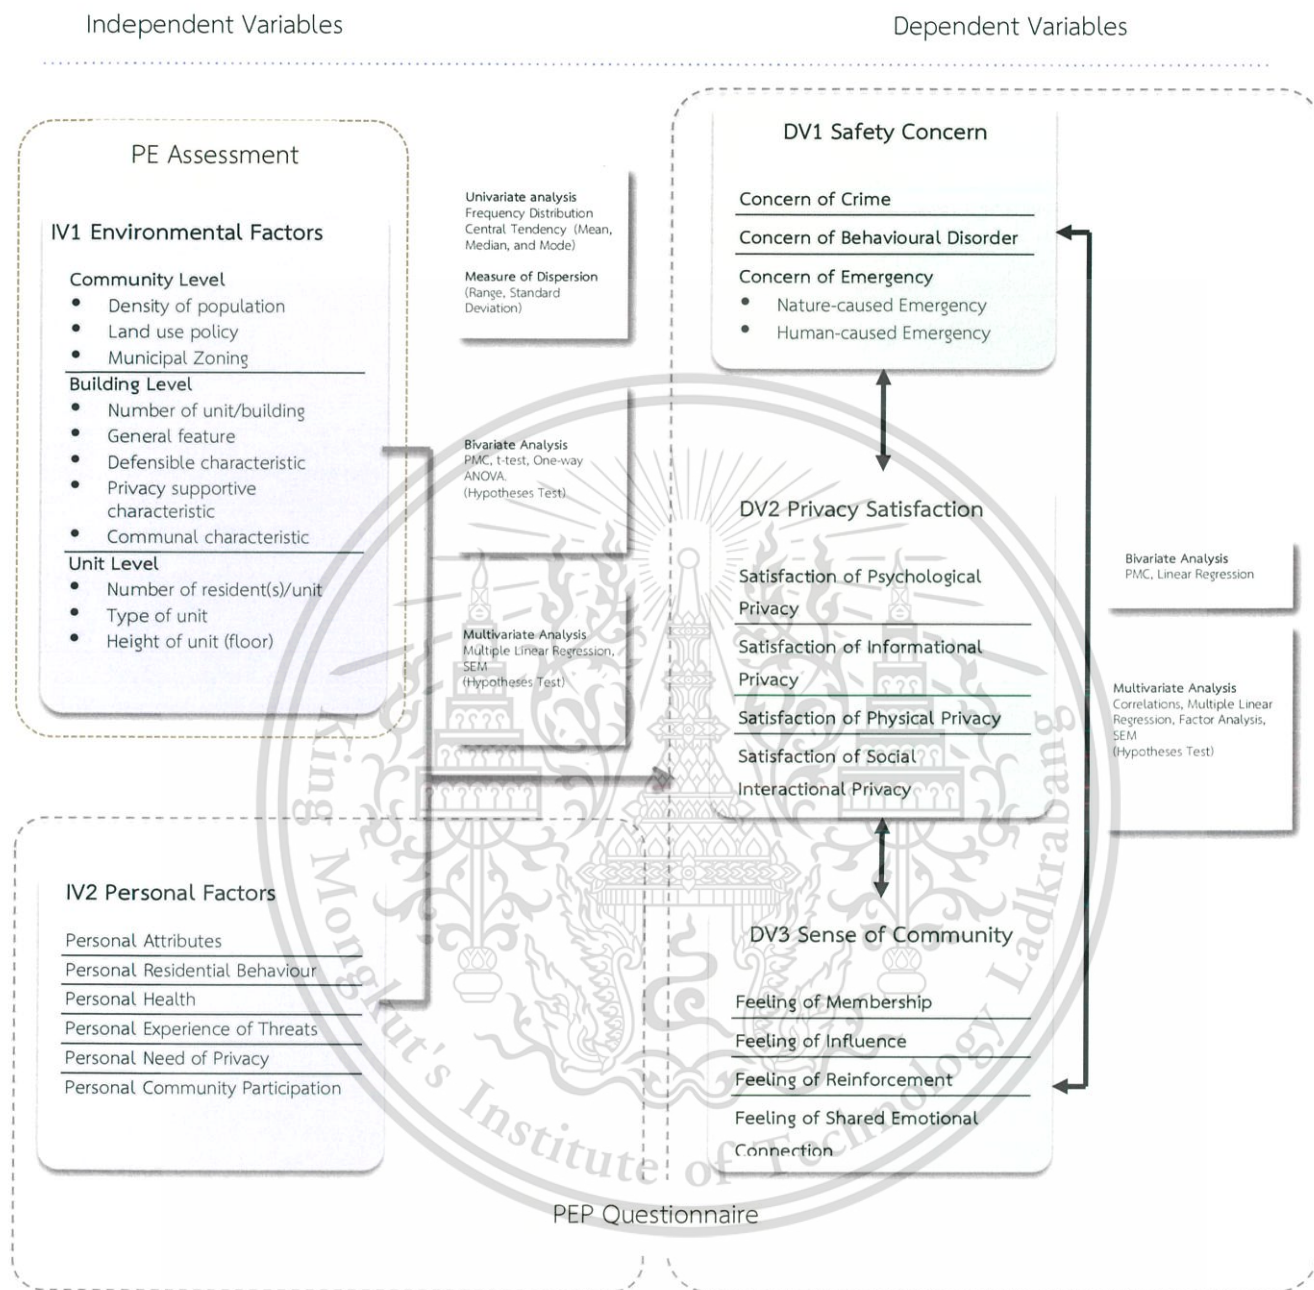 Independent Variables
Dependent Variables
PE Assessment
IV1 Environmental Factors
Community Level
• Density of population
• Land use policy
• Municipal Zoning
Building Level
• Number of unit/building
• General feature
• Defensible characteristic
• Privacy supportive
characteristic
• Communal characteristic
Unit Level
• Number of resident(s)/unit
• Type of unit
• Height of unit (floor)
IV2 Personal Factors
Personal Attributes
Personal Residential Behaviour
Personal Health
Personal Experience of Threats
Personal Need of Privacy
Personal Community Participation
Univariate analysis
Frequency Distribution
Central Tendency (Mean,
Median, and Mode)
Measure of Dispersion
(Range, Standard
Deviation)
Bivariate Analysis
PMC, t-test, One-way
ANOVA.
(Hypotheses Test)
Multivariate Analysis
Multiple Linear Regression,
SEM
(Hypotheses Test)
DV1 Safety Concern
Concern of Crime
Concern of Behavioural Disorder
Concern of Emergency
• Nature-caused Emergency
• Human-caused Emergency
DV2 Privacy Satisfaction
Satisfaction of Psychological
Privacy
Satisfaction of Informational
Privacy
Satisfaction of Physical Privacy
Satisfaction of Social
Interactional Privacy
DV3 Sense of Community
Feeling of Membership
Feeling of Influence
Feeling of Reinforcement
Feeling of Shared Emotional
Connection
Bivariate Analysis
PMC, Linear Regression
Multivariate Analysis
Correlations, Multiple Linear
Regression, Factor Analysis,
SEM
(Hypotheses Test)
PEP Questionnaire
King Mongkut's Institute of Technology Ladkrabang